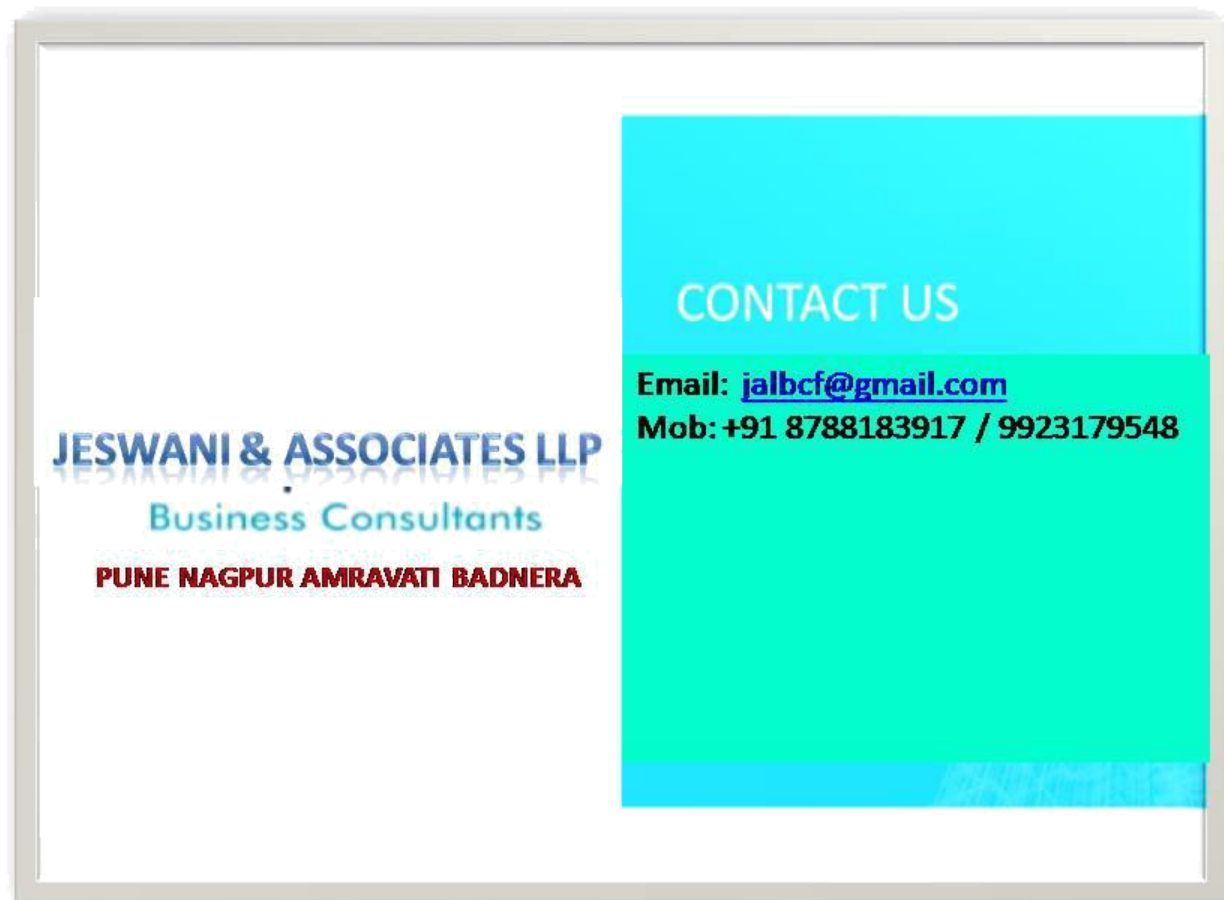 JESWANI & ASSOCIATES LLP
Business Consultants
PUNE NAGPUR AMRAVATI BADNERA
CONTACT US
Email: jalbcf@gmail.com
Mob: +91 8788183917 / 9923179548